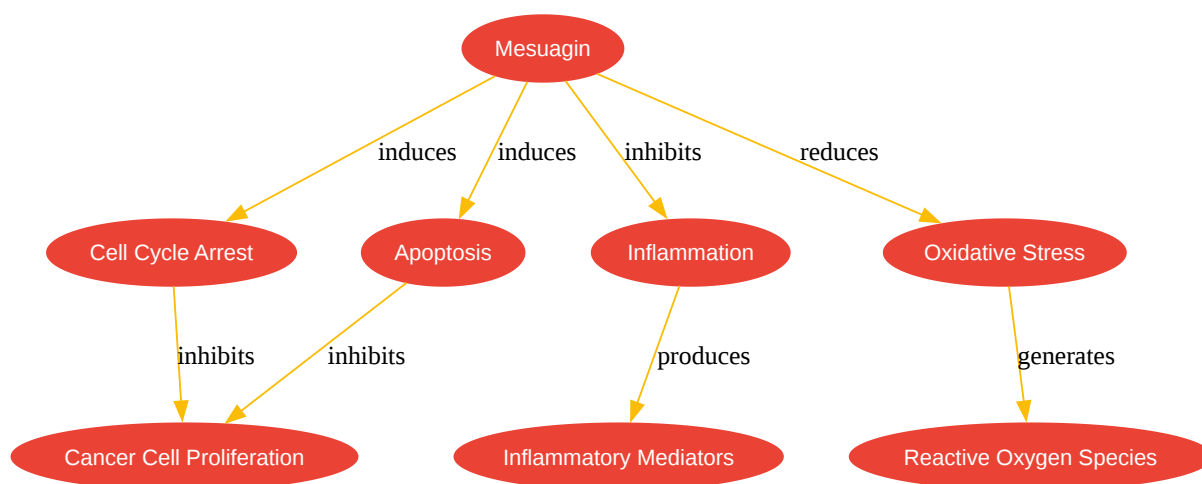 Mesuagin
induces
induces
inhibits
reduces
Cell Cycle Arrest
Apoptosis
Inflammation
Oxidative Stress
inhibits
inhibits
produces
generates
Cancer Cell Proliferation
Inflammatory Mediators
Reactive Oxygen Species